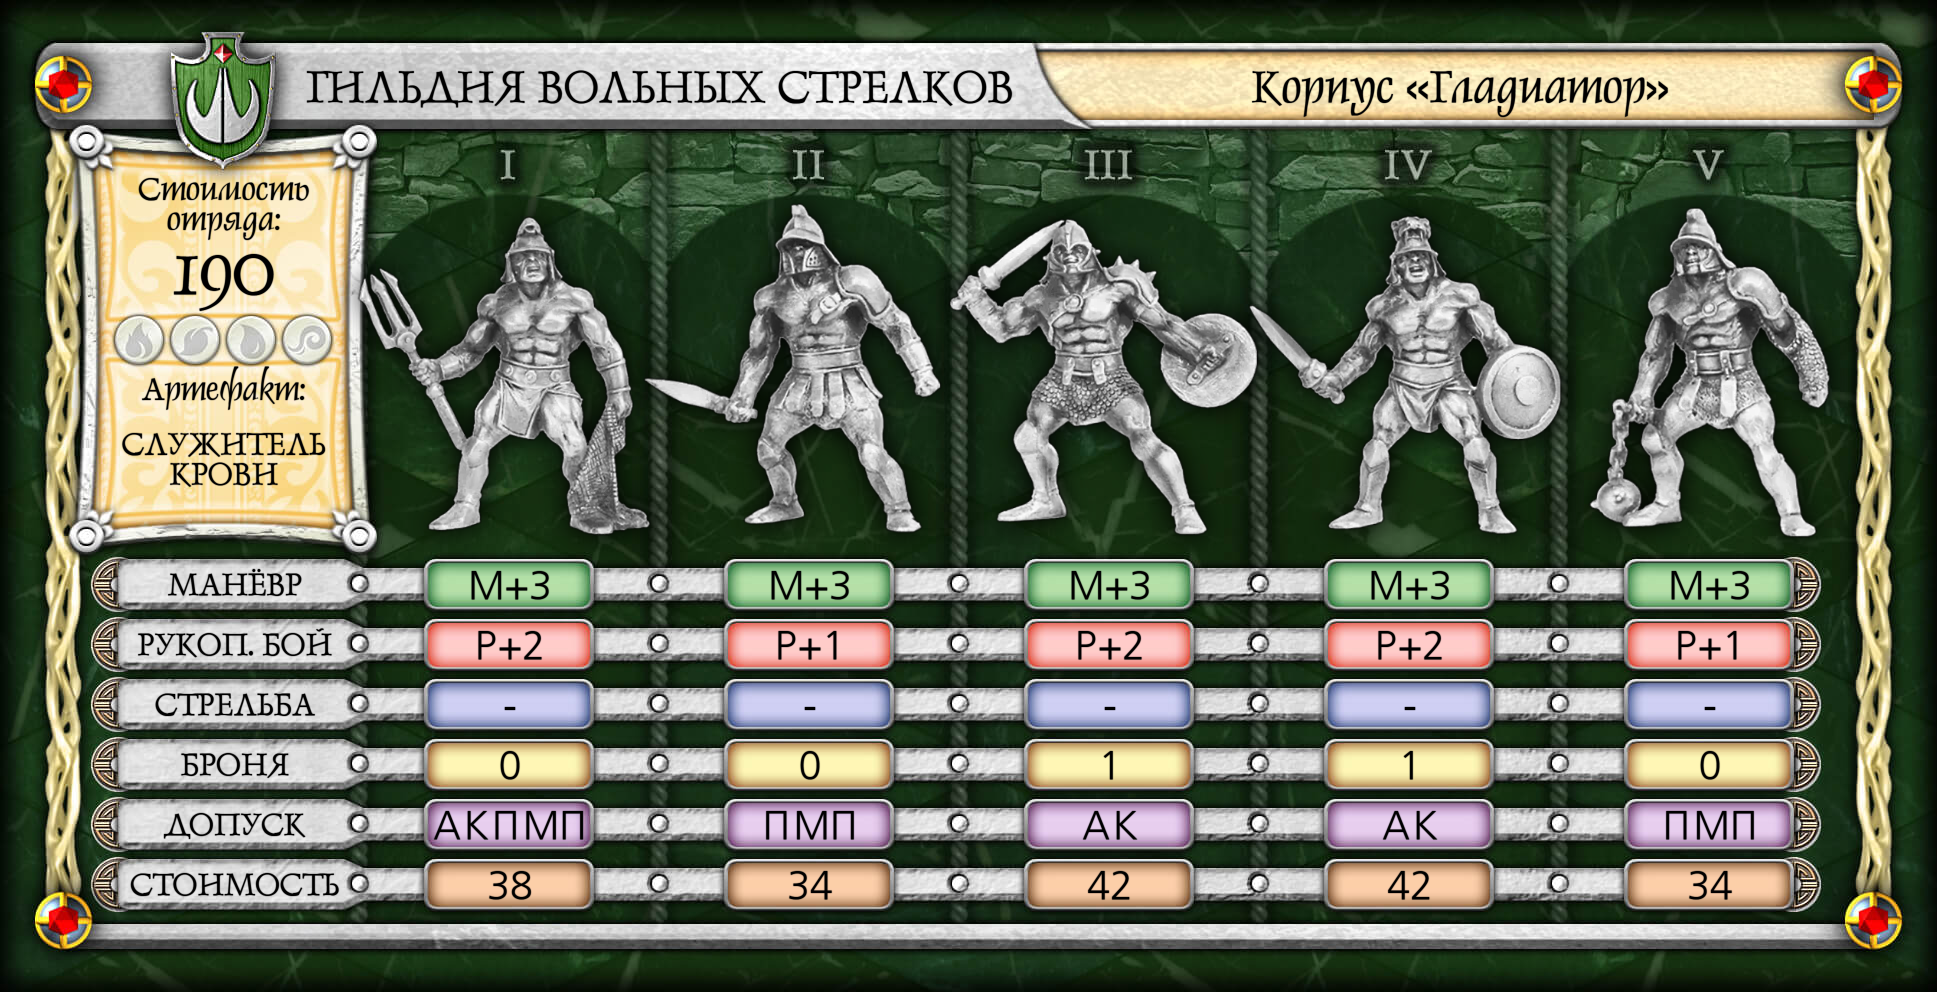 ГИЛЬДИЯ ВОЛЬНЫХ СТРЕЛКОВ
Корпус «Гладиатор»
Стоимость
отряда:
190
Артефакт:
СЛУЖИТЕЛЬ
КРОВИ
I II III IV V
МАНЁВР М+3 М+3 М+3 М+3 М+3
РУКОП. БОЙ Р+2 Р+1 Р+2 Р+2 Р+1
СТРЕЛЬБА - - - - -
БРОНЯ 0 0 1 1 0
ДОПУСК АКПМП ПМП АК АК ПМП
СТОИМОСТЬ 38 34 42 42 34